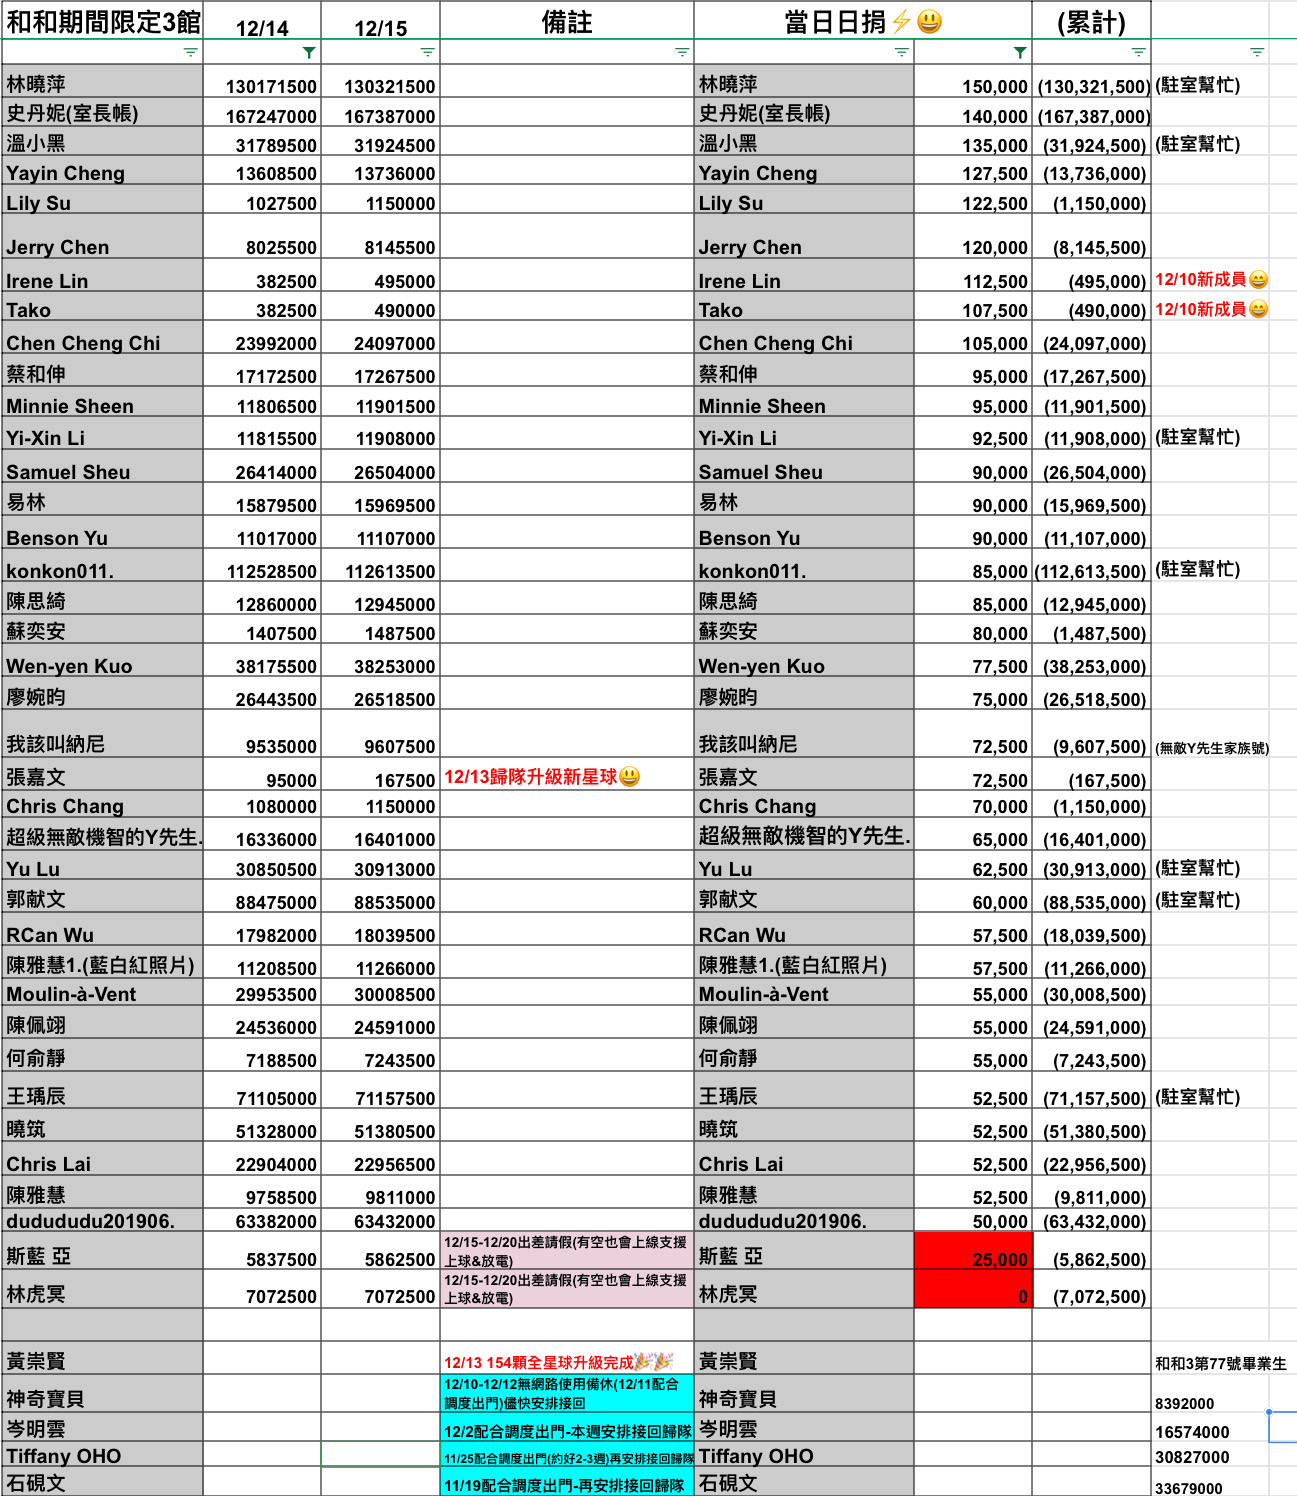 和和期間限定3館 12/14 12/15 備註 當日日捐⚡😃 (累計)
林曉萍 130171500 130321500 林曉萍 150,000 (130,321,500) (駐室幫忙)
史丹妮(室長帳) 167247000 167387000 史丹妮(室長帳) 140,000 (167,387,000)
溫小黑 31789500 31924500 溫小黑 135,000 (31,924,500) (駐室幫忙)
Yayin Cheng 13608500 13736000 Yayin Cheng 127,500 (13,736,000)
Lily Su 1027500 1150000 Lily Su 122,500 (1,150,000)
Jerry Chen 8025500 8145500 Jerry Chen 120,000 (8,145,500)
Irene Lin 382500 495000 Irene Lin 112,500 (495,000) 12/10新成員😄
Tako 382500 490000 Tako 107,500 (490,000) 12/10新成員😄
Chen Cheng Chi 23992000 24097000 Chen Cheng Chi 105,000 (24,097,000)
蔡和伸 17172500 17267500 蔡和伸 95,000 (17,267,500)
Minnie Sheen 11806500 11901500 Minnie Sheen 95,000 (11,901,500)
Yi-Xin Li 11815500 11908000 Yi-Xin Li 92,500 (11,908,000) (駐室幫忙)
Samuel Sheu 26414000 26504000 Samuel Sheu 90,000 (26,504,000)
易林 15879500 15969500 易林 90,000 (15,969,500)
Benson Yu 11017000 11107000 Benson Yu 90,000 (11,107,000)
konkon011. 112528500 112613500 konkon011. 85,000 (112,613,500) (駐室幫忙)
陳思綺 12860000 12945000 陳思綺 85,000 (12,945,000)
蘇奕安 1407500 1487500 蘇奕安 80,000 (1,487,500)
Wen-yen Kuo 38175500 38253000 Wen-yen Kuo 77,500 (38,253,000)
廖婉昀 26443500 26518500 廖婉昀 75,000 (26,518,500)
我該叫納尼 9535000 9607500 我該叫納尼 72,500 (9,607,500) (無敵Y先生家族號)
張嘉文 95000 167500 12/13歸隊升級新星球😃 張嘉文 72,500 (167,500)
Chris Chang 1080000 1150000 Chris Chang 70,000 (1,150,000)
超級無敵機智的Y先生. 16336000 16401000 超級無敵機智的Y先生. 65,000 (16,401,000)
Yu Lu 30850500 30913000 Yu Lu 62,500 (30,913,000) (駐室幫忙)
郭献文 88475000 88535000 郭献文 60,000 (88,535,000) (駐室幫忙)
RCan Wu 17982000 18039500 RCan Wu 57,500 (18,039,500)
陳雅慧1.(藍白紅照片) 11208500 11266000 陳雅慧1.(藍白紅照片) 57,500 (11,266,000)
Moulin-à-Vent 29953500 30008500 Moulin-à-Vent 55,000 (30,008,500)
陳佩翊 24536000 24591000 陳佩翊 55,000 (24,591,000)
何俞靜 7188500 7243500 何俞靜 55,000 (7,243,500)
王瑀辰 71105000 71157500 王瑀辰 52,500 (71,157,500) (駐室幫忙)
曉筑 51328000 51380500 曉筑 52,500 (51,380,500)
Chris Lai 22904000 22956500 Chris Lai 52,500 (22,956,500)
陳雅慧 9758500 9811000 陳雅慧 52,500 (9,811,000)
dudududu201906. 63382000 63432000 dudududu201906. 50,000 (63,432,000)
斯藍 亞 5837500 5862500 12/15-12/20出差請假(有空也會上線支援
上球&放電) 斯藍 亞 25,000 (5,862,500)
林虎冥 7072500 7072500 12/15-12/20出差請假(有空也會上線支援
上球&放電) 林虎冥 0 (7,072,500)
黃崇賢 12/13 154顆全星球升級完成🎉🎉 黃崇賢 和和3第77號畢業生
神奇寶貝 12/10-12/12無網路使用備休(12/11配合
調度出門)儘快安排接回 神奇寶貝 8392000
岑明雲 12/2配合調度出門-本週安排接回歸隊 岑明雲 16574000
Tiffany OHO 11/25配合調度出門(約好2-3週)再安排接回歸隊 Tiffany OHO 30827000
石硯文 11/19配合調度出門-再安排接回歸隊 石硯文 33679000